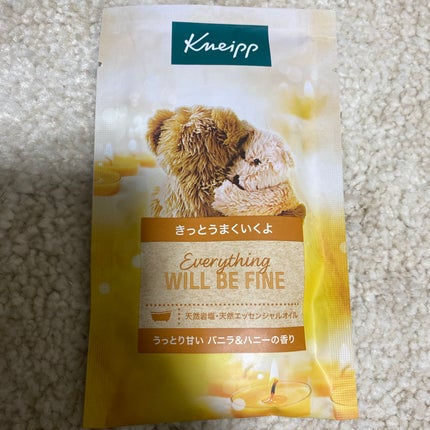 Kneipp
きっとうまくいくよ
Everything
WILL BE FINE
天然岩塩・天然エッセンシャルオイル
うっとり甘い バニラ&ハニーの香り